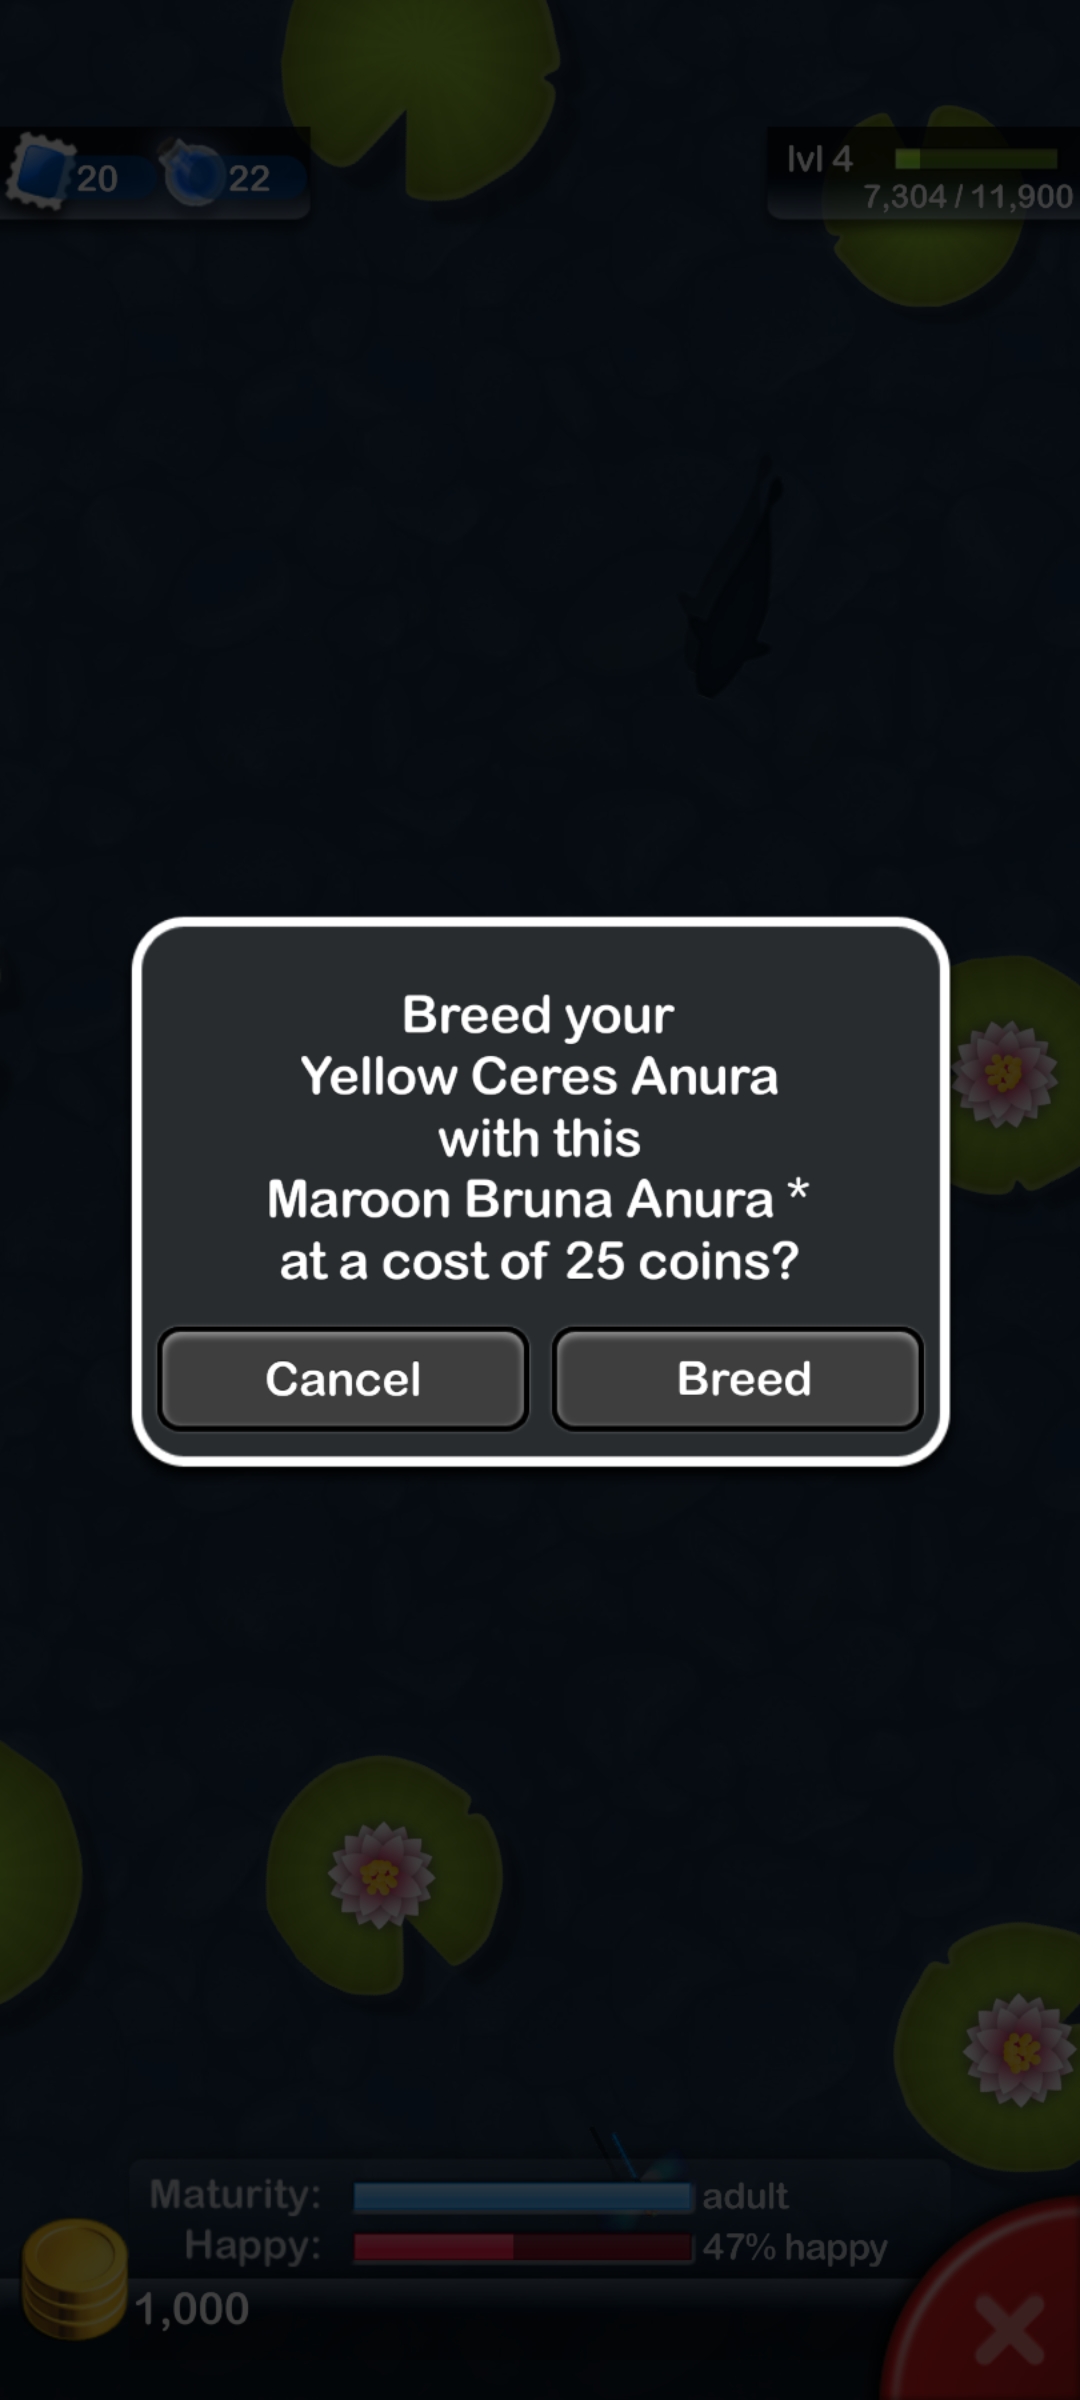 20 22
lvl 4
7,304 / 11,900
Breed your
Yellow Ceres Anura
with this
Maroon Bruna Anura *
at a cost of 25 coins?
Cancel Breed
Maturity: adult
Happy: 47% happy
1,000